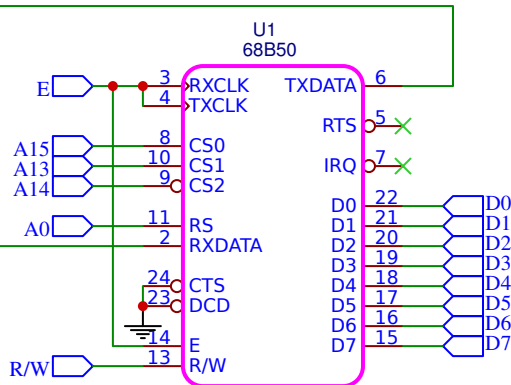 U1
68B50
E 3 RXCLK TXDATA 6
4 TXCLK
RTS 5
A15 8 CS0
A13 10 CS1 IRQ 7
A14 9 CS2
D0 22 D0
A0 11 RS D1 21 D1
2 RXDATA D2 20 D2
D3 19 D3
24 CTS D4 18 D4
23 DCD D5 17 D5
D6 16 D6
14 E D7 15 D7
R/W 13 R/W